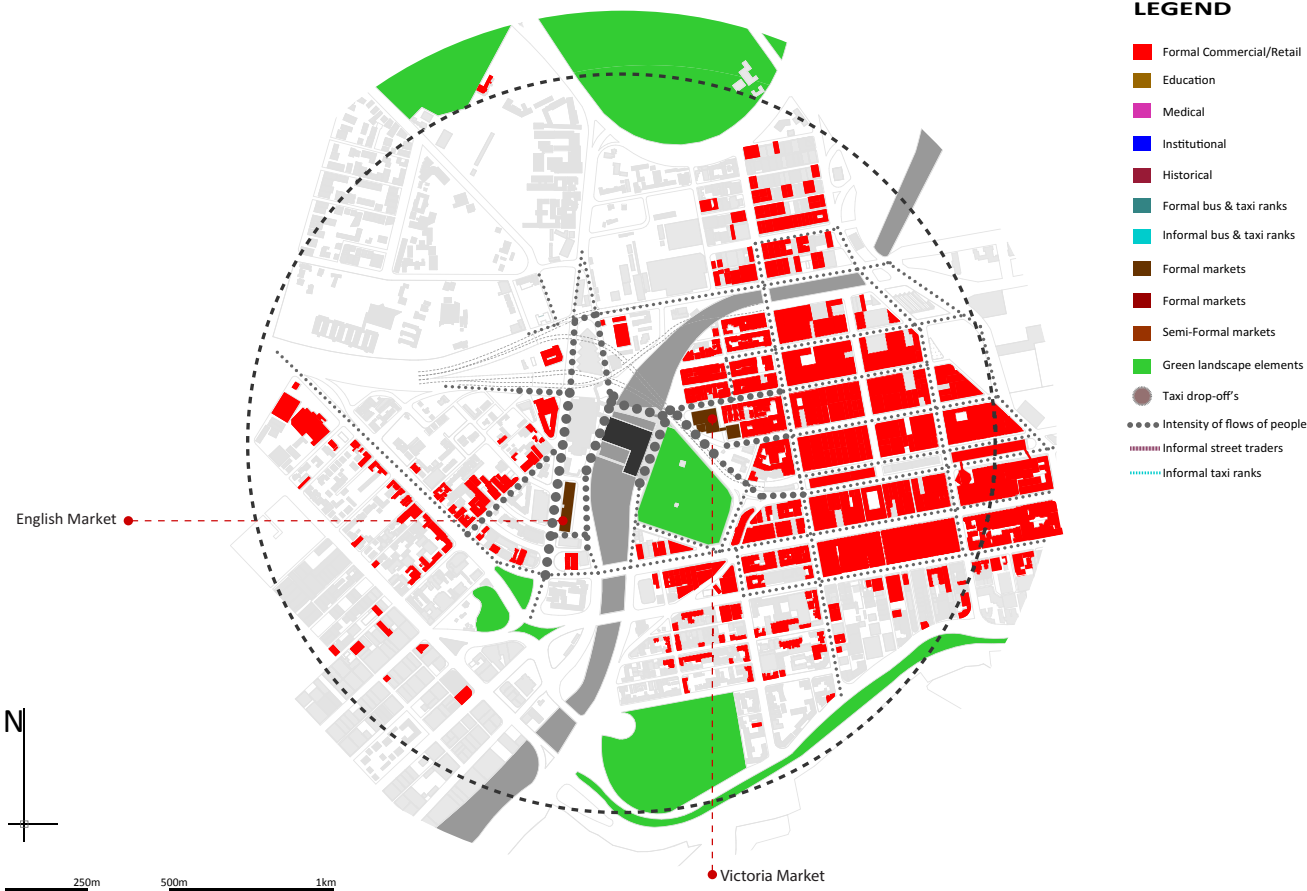 LEGEND
Formal Commercial/Retail
Education
Medical
Institutional
Historical
Formal bus & taxi ranks
Informal bus & taxi ranks
Formal markets
Formal markets
Semi-Formal markets
Green landscape elements
Taxi drop-off's
Intensity of flows of people
Informal street traders
Informal taxi ranks
English Market
N
250m 500m 1km
Victoria Market